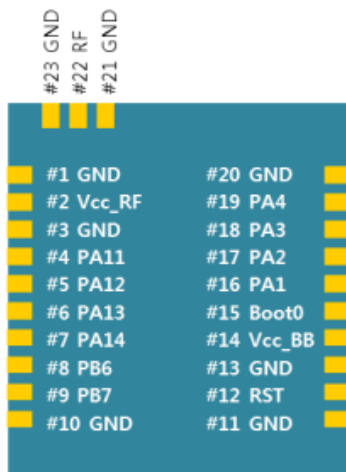 #23 GND
#22 RF
#21 GND
#1 GND
#2 Vcc_RF
#3 GND
#4 PA11
#5 PA12
#6 PA13
#7 PA14
#8 PB6
#9 PB7
#10 GND
#20 GND
#19 PA4
#18 PA3
#17 PA2
#16 PA1
#15 Boot0
#14 Vcc_BB
#13 GND
#12 RST
#11 GND